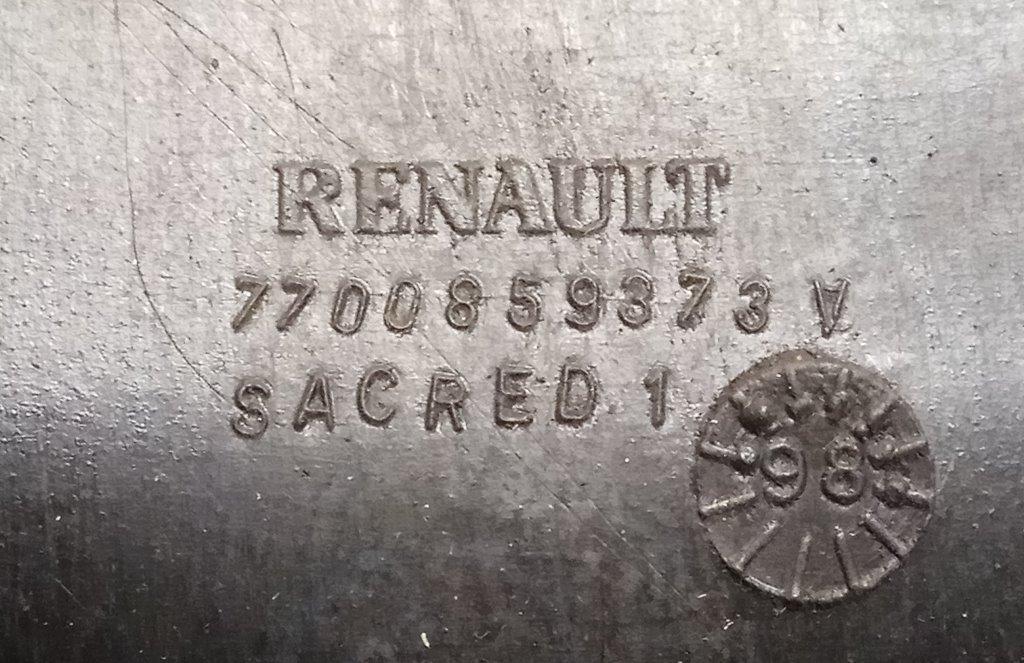 RENAULT
7700859373 V
SACRED 1
98